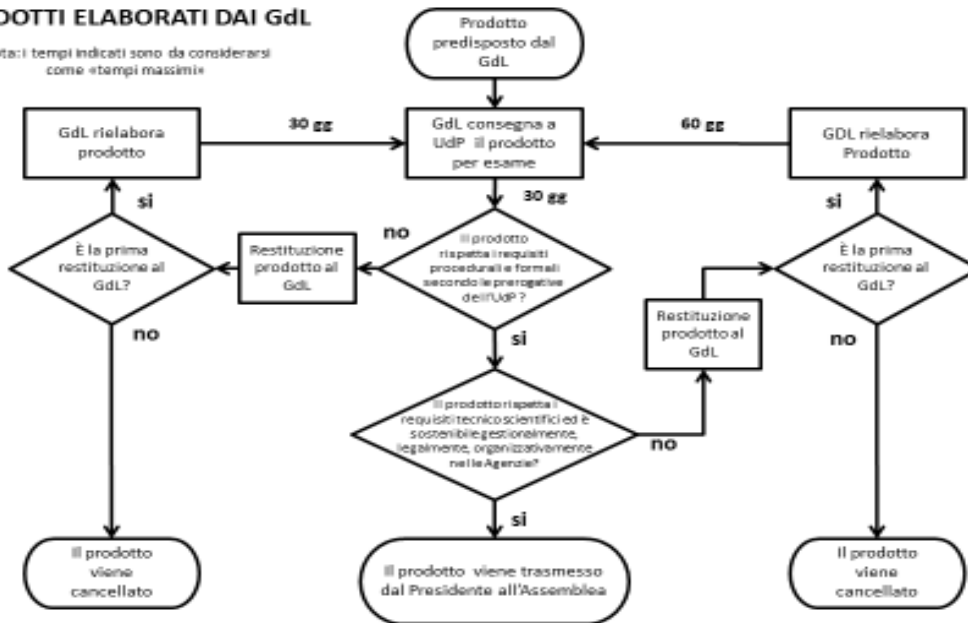 DOTTI ELABORATI DAI GdL
ta: i tempi indicati sono da considerarsi
come «tempi massimi»
Prodotto
predisposto dal
GdL
GdL rielabora
prodotto
30 gg
GdL consegna a
UdP il prodotto
per esame
60 gg
GDL rielabora
Prodotto
si
30 gg
si
È la prima
restituzione al
GdL?
Restituzione
prodotto al
GdL
no
Il prodotto
rispetta i requisiti
procedurali e formali
secondo le prerogative
dell'UdP ?
È la prima
restituzione al
GdL?
no
si
Restituzione
prodotto al
GdL
no
Il prodotto rispetta i
requisiti tecnico scientifici ed è
sostenibile gestionalmente,
legalmente, organizzativamente
nelle Agenzie?
no
si
Il prodotto
viene
cancellato
Il prodotto viene trasmesso
dal Presidente all'Assemblea
Il prodotto
viene
cancellato